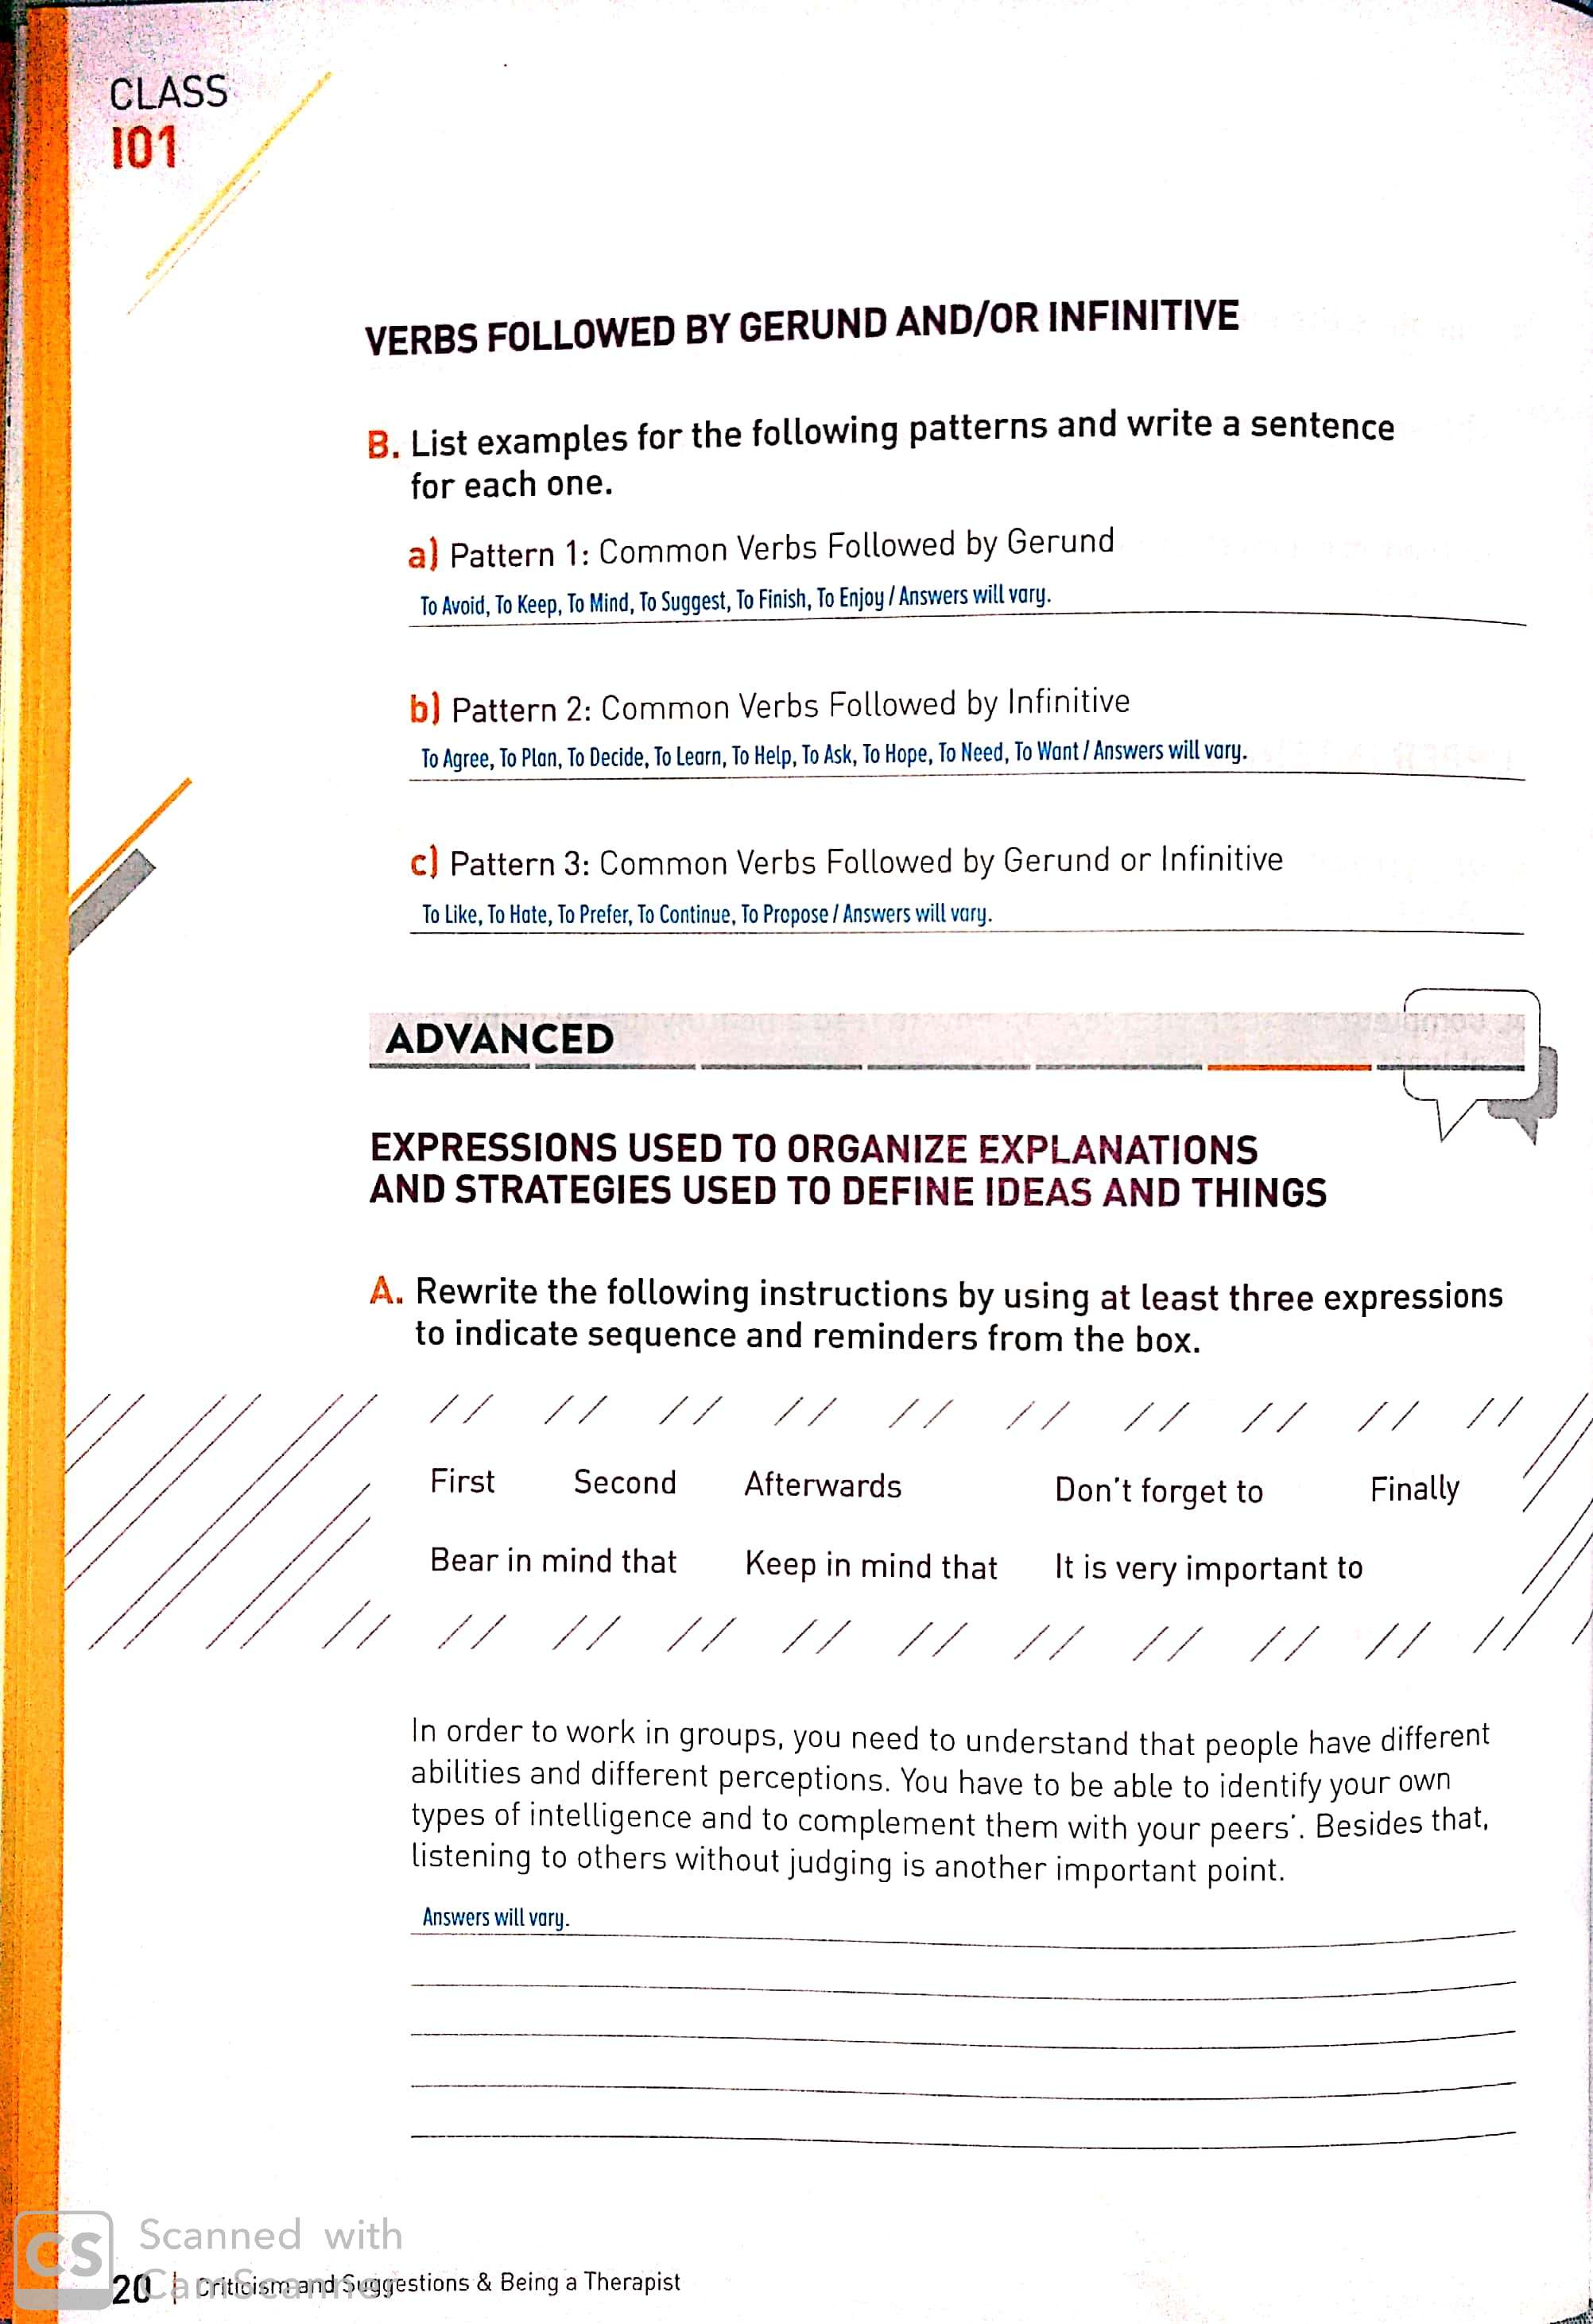 CLASS
101
VERBS FOLLOWED BY GERUND AND/OR INFINITIVE
B. List examples for the following patterns and write a sentence
for each one.
a) Pattern 1: Common Verbs Followed by Gerund
To Avoid, To Keep, To Mind, To Suggest, To Finish, To Enjoy / Answers will vary.
b) Pattern 2: Common Verbs Followed by Infinitive
To Agree, To Plan, To Decide, To Learn, To Help, To Ask, To Hope, To Need, To Want / Answers will vary.
c) Pattern 3: Common Verbs Followed by Gerund or Infinitive
To Like, To Hate, To Prefer, To Continue, To Propose / Answers will vary.
ADVANCED
EXPRESSIONS USED TO ORGANIZE EXPLANATIONS
AND STRATEGIES USED TO DEFINE IDEAS AND THINGS
A. Rewrite the following instructions by using at least three expressions
to indicate sequence and reminders from the box.
First Second Afterwards Don't forget to Finally
Bear in mind that Keep in mind that It is very important to
In order to work in groups, you need to understand that people have different
abilities and different perceptions. You have to be able to identify your own
types of intelligence and to complement them with your peers'. Besides that,
listening to others without judging is another important point.
Answers will vary.
CS Scanned with
CamScanner
20 | Criticism and Suggestions & Being a Therapist